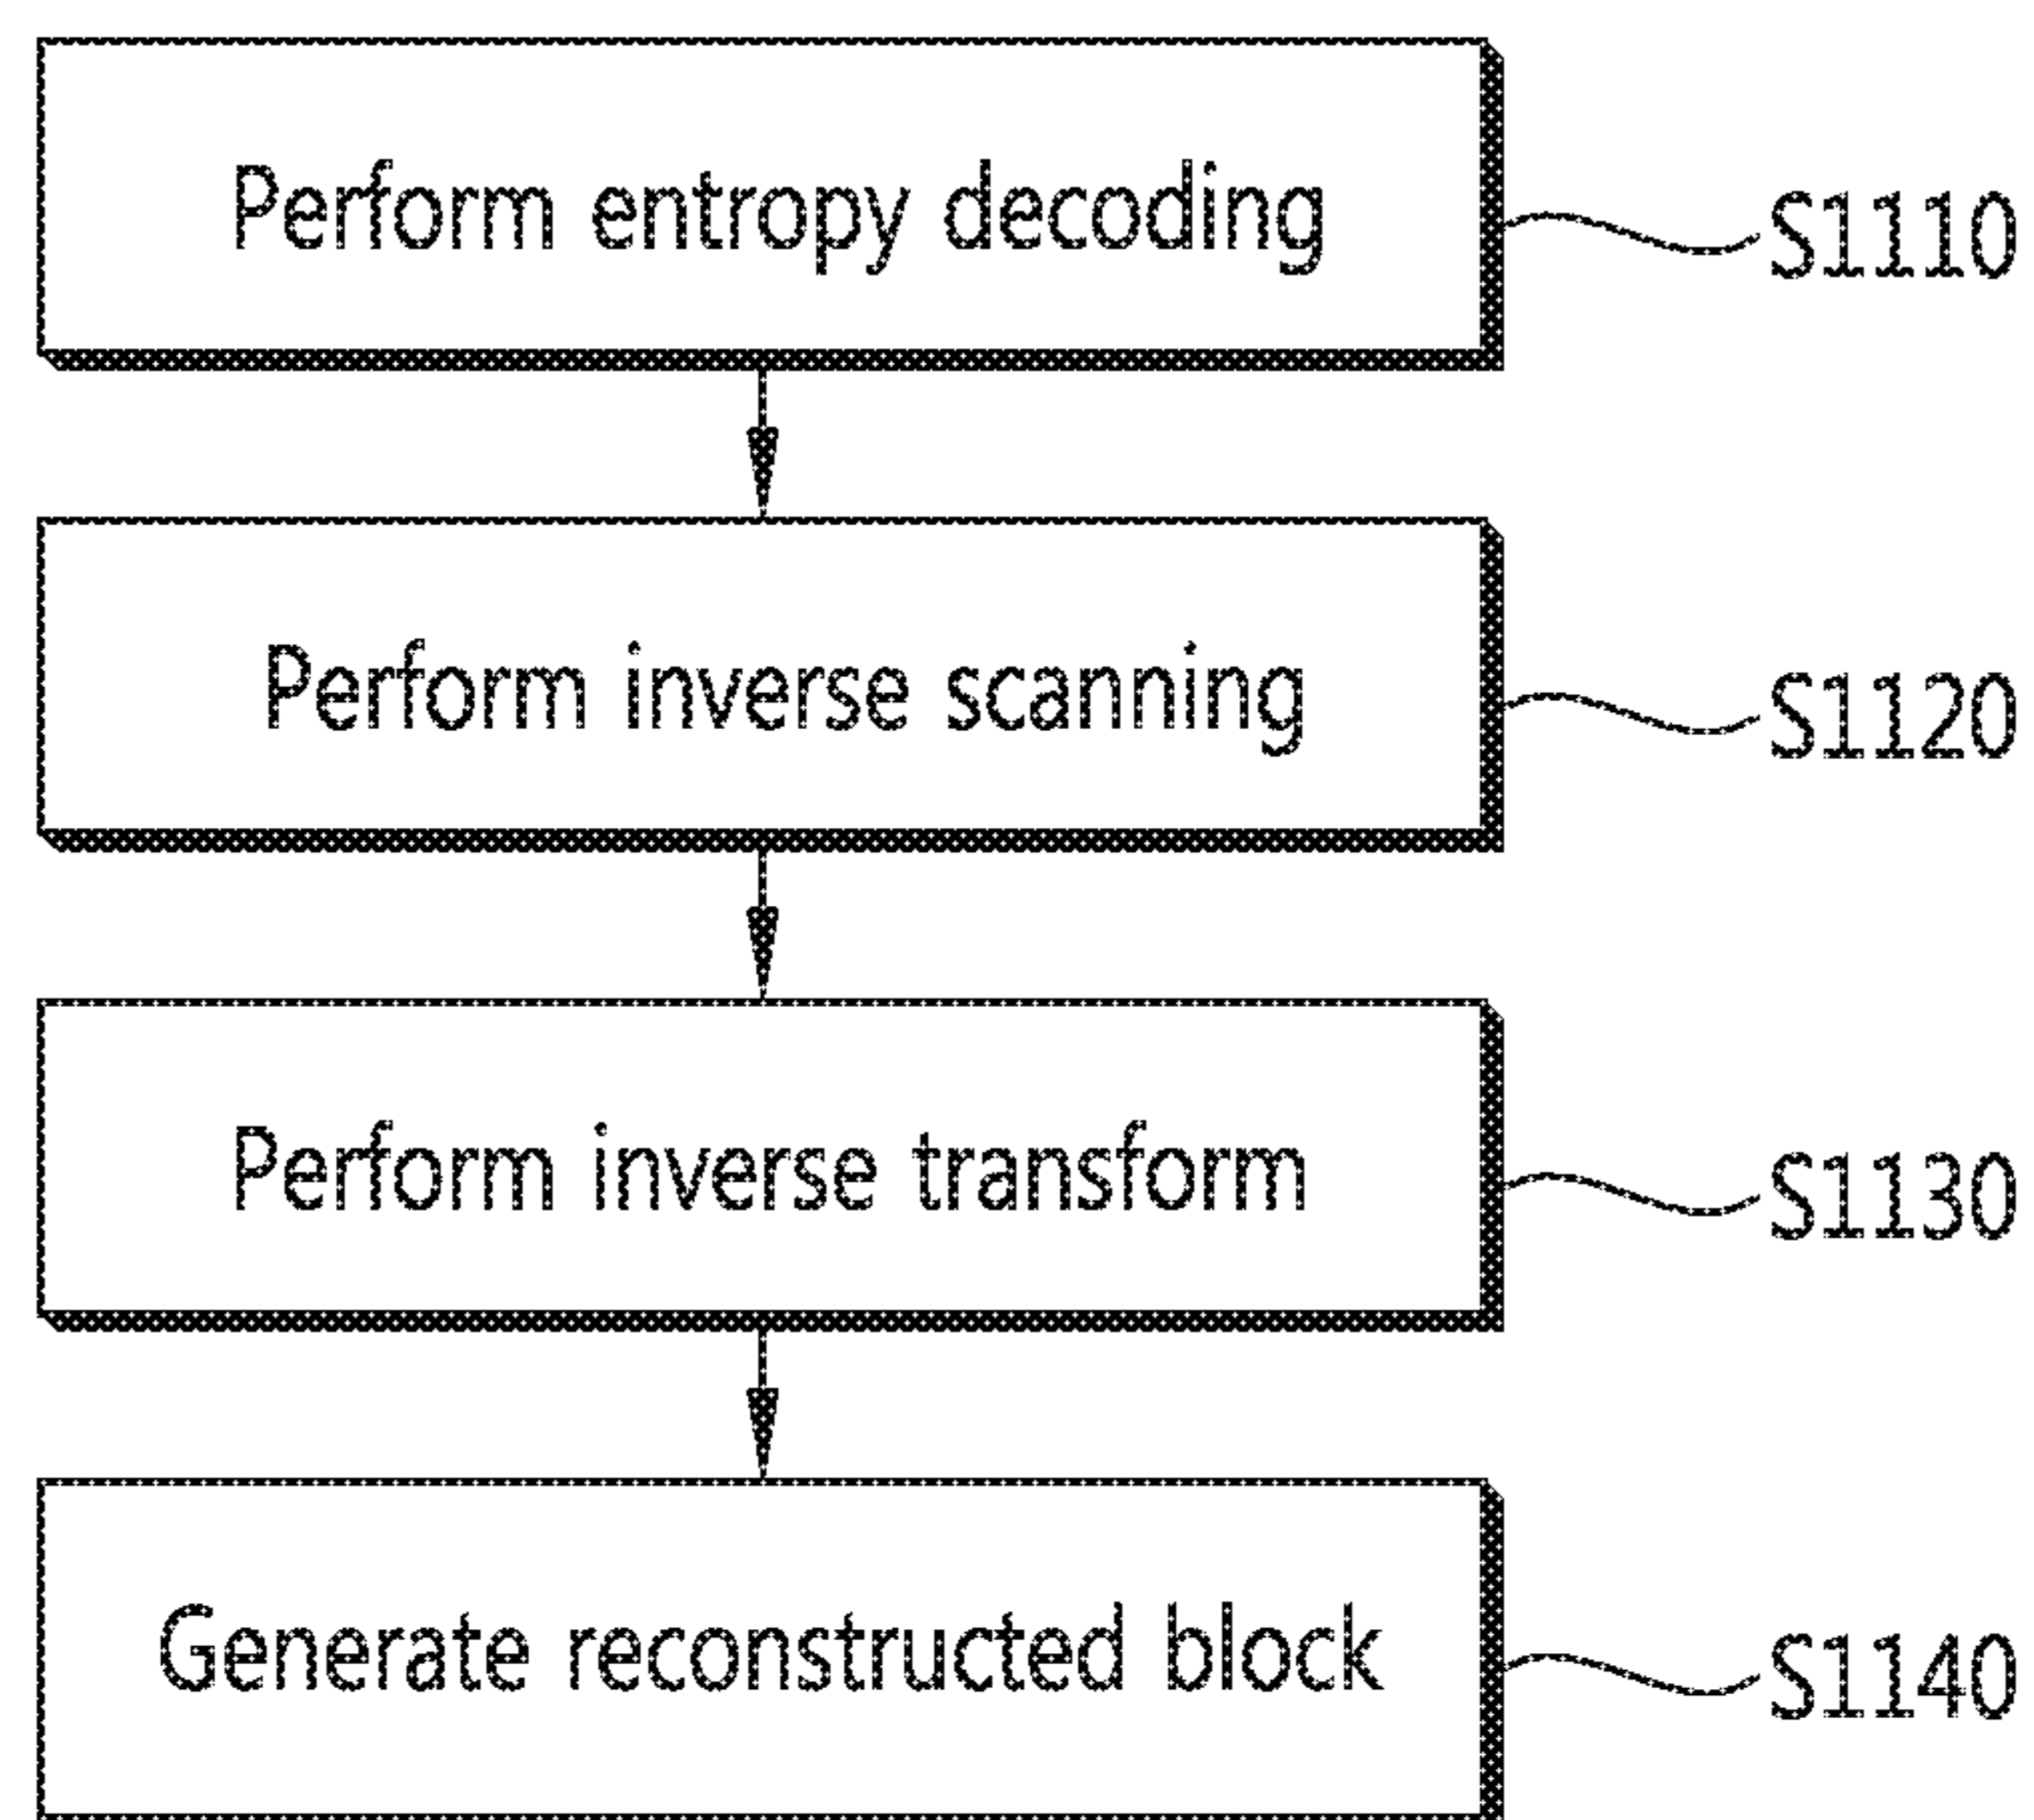 Perform entropy decoding
S1110
Perform inverse scanning
S1120
Perform inverse transform
S1130
Generate reconstructed block
S1140